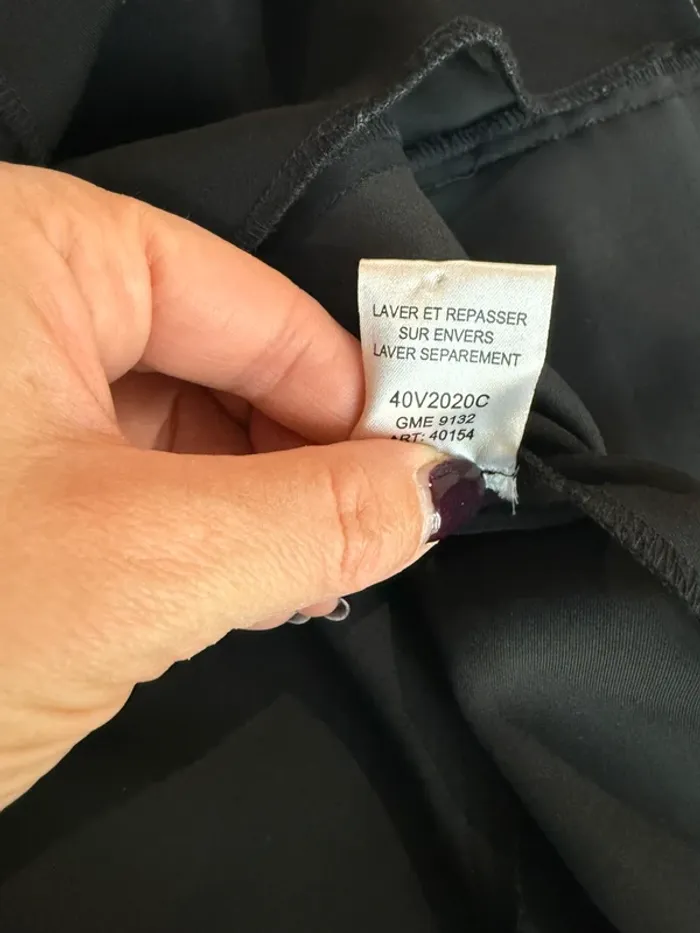 LAVER ET REPASSER
SUR ENVERS
LAVER SEPAREMENT
40V2020C
GME 9132
ART: 40154